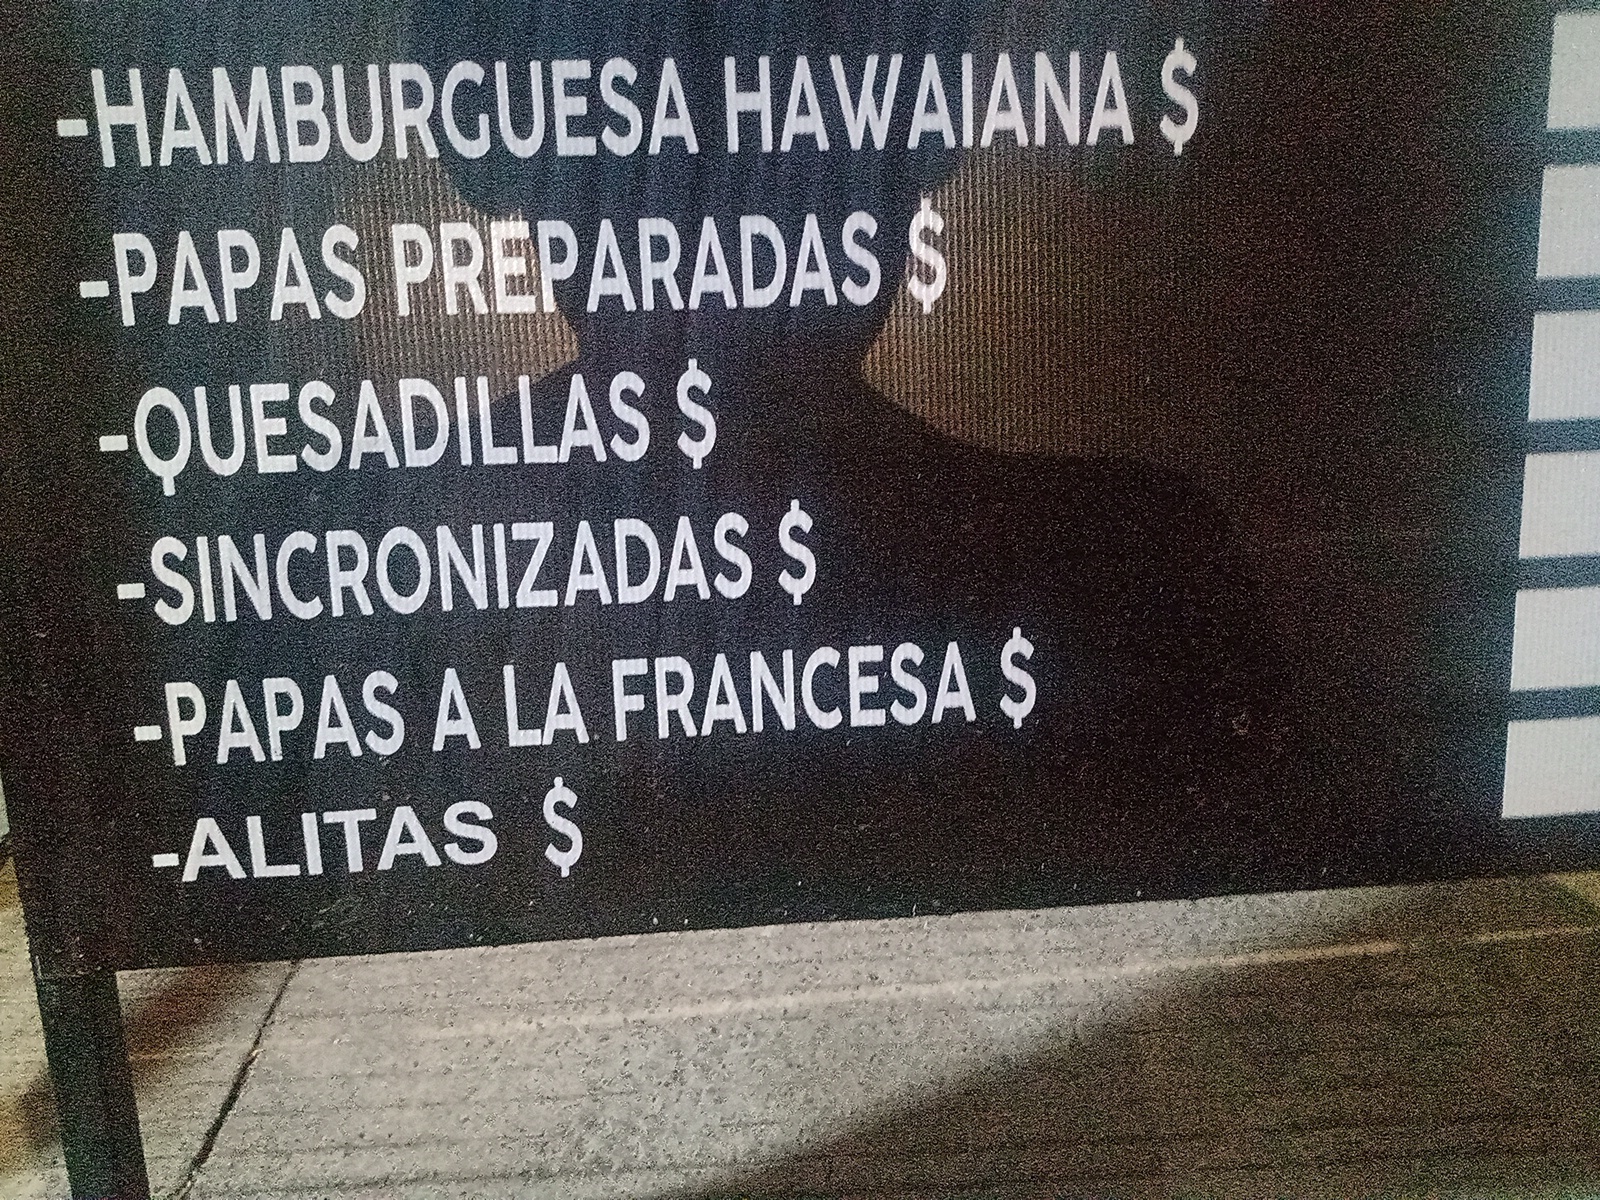 -HAMBURGUESA HAWAIANA $
-PAPAS PREPARADAS $
-QUESADILLAS $
-SINCRONIZADAS $
-PAPAS A LA FRANCESA $
-ALITAS $